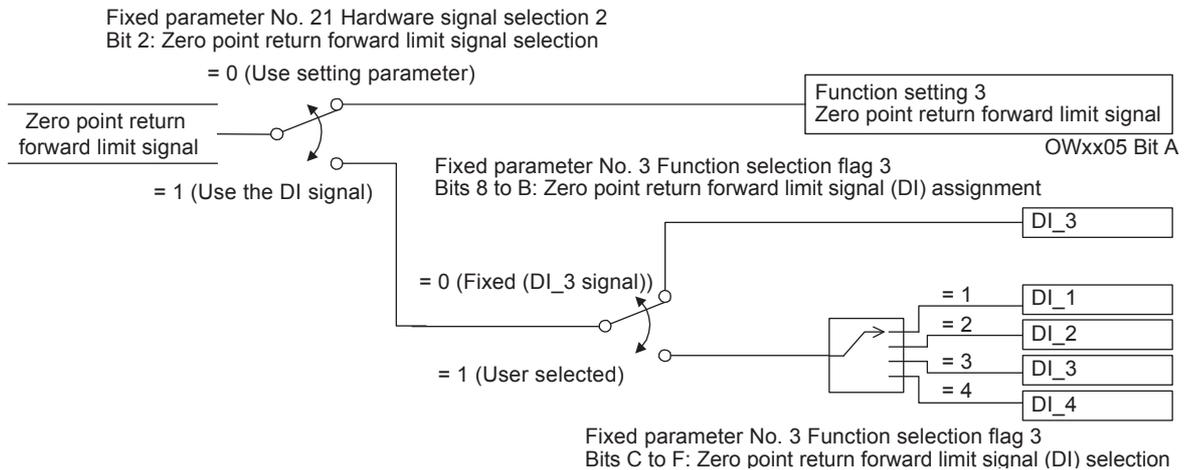 Fixed parameter No. 21 Hardware signal selection 2
Bit 2: Zero point return forward limit signal selection
= 0 (Use setting parameter)
Zero point return
forward limit signal
Function setting 3
Zero point return forward limit signal
OWxx05 Bit A
= 1 (Use the DI signal)
Fixed parameter No. 3 Function selection flag 3
Bits 8 to B: Zero point return forward limit signal (DI) assignment
DI_3
= 0 (Fixed (DI_3 signal))
= 1 (User selected)
= 1
DI_1
= 2
DI_2
= 3
DI_3
= 4
DI_4
Fixed parameter No. 3 Function selection flag 3
Bits C to F: Zero point return forward limit signal (DI) selection